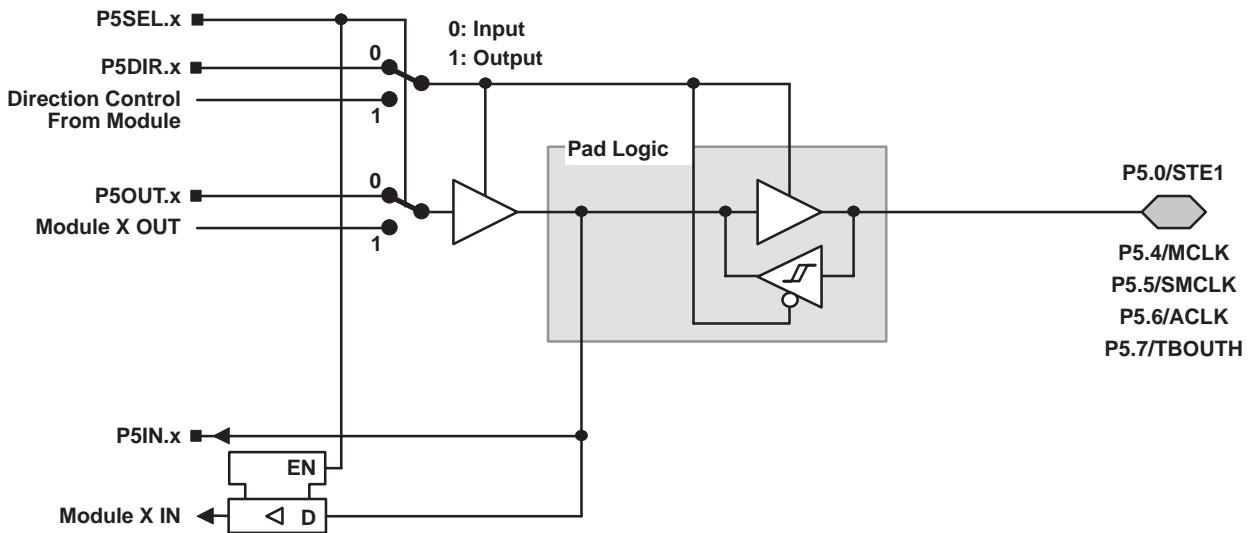 P5SEL.x
0: Input
1: Output
0
P5DIR.x
Direction Control
From Module
1
Pad Logic
P5OUT.x
0
Module X OUT
1
P5.0/STE1
P5.4/MCLK
P5.5/SMCLK
P5.6/ACLK
P5.7/TBOUTH
P5IN.x
EN
Module X IN
D